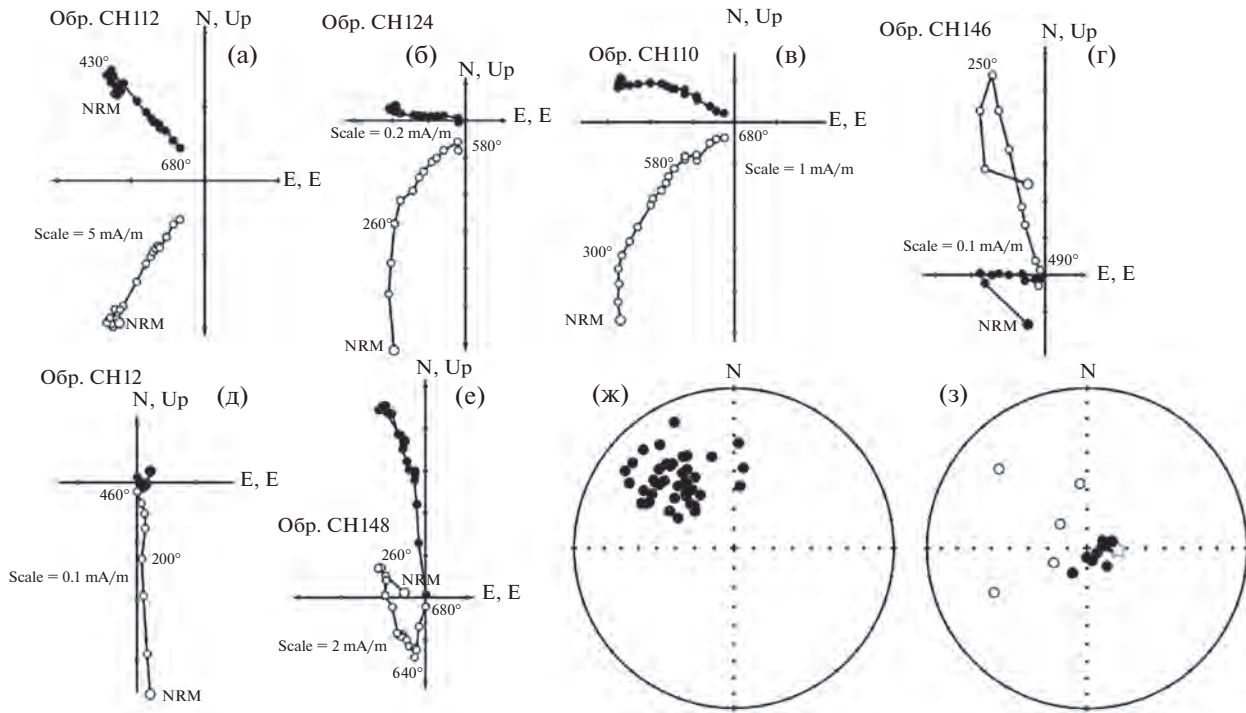 Обр. CH112
(а)
N, Up
430°
NRM
680°
E, E
Scale = 5 mA/m
NRM
Обр. CH124
(б)
N, Up
E, E
Scale = 0.2 mA/m
580°
260°
NRM
Обр. CH110
(в)
N, Up
E, E
680°
580°
Scale = 1 mA/m
300°
NRM
Обр. CH146
(г)
N, Up
250°
Scale = 0.1 mA/m
490°
E, E
NRM
Обр. CH12
(д)
N, Up
E, E
460°
200°
Scale = 0.1 mA/m
NRM
(е)
N, Up
Обр. CH148
260°
NRM
E, E
680°
Scale = 2 mA/m
640°
(ж)
N
(з)
N